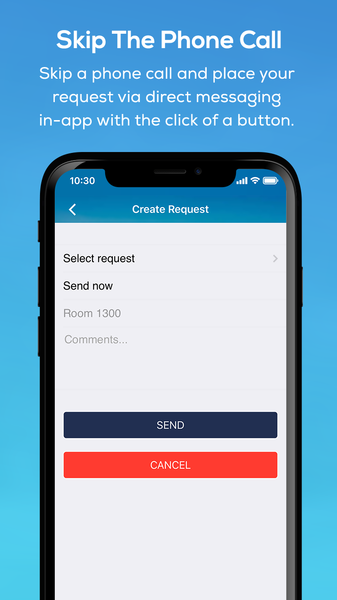 Skip The Phone Call
Skip a phone call and place your
request via direct messaging
in-app with the click of a button.
10:30
Create Request
Select request
Send now
Room 1300
Comments...
SEND
CANCEL